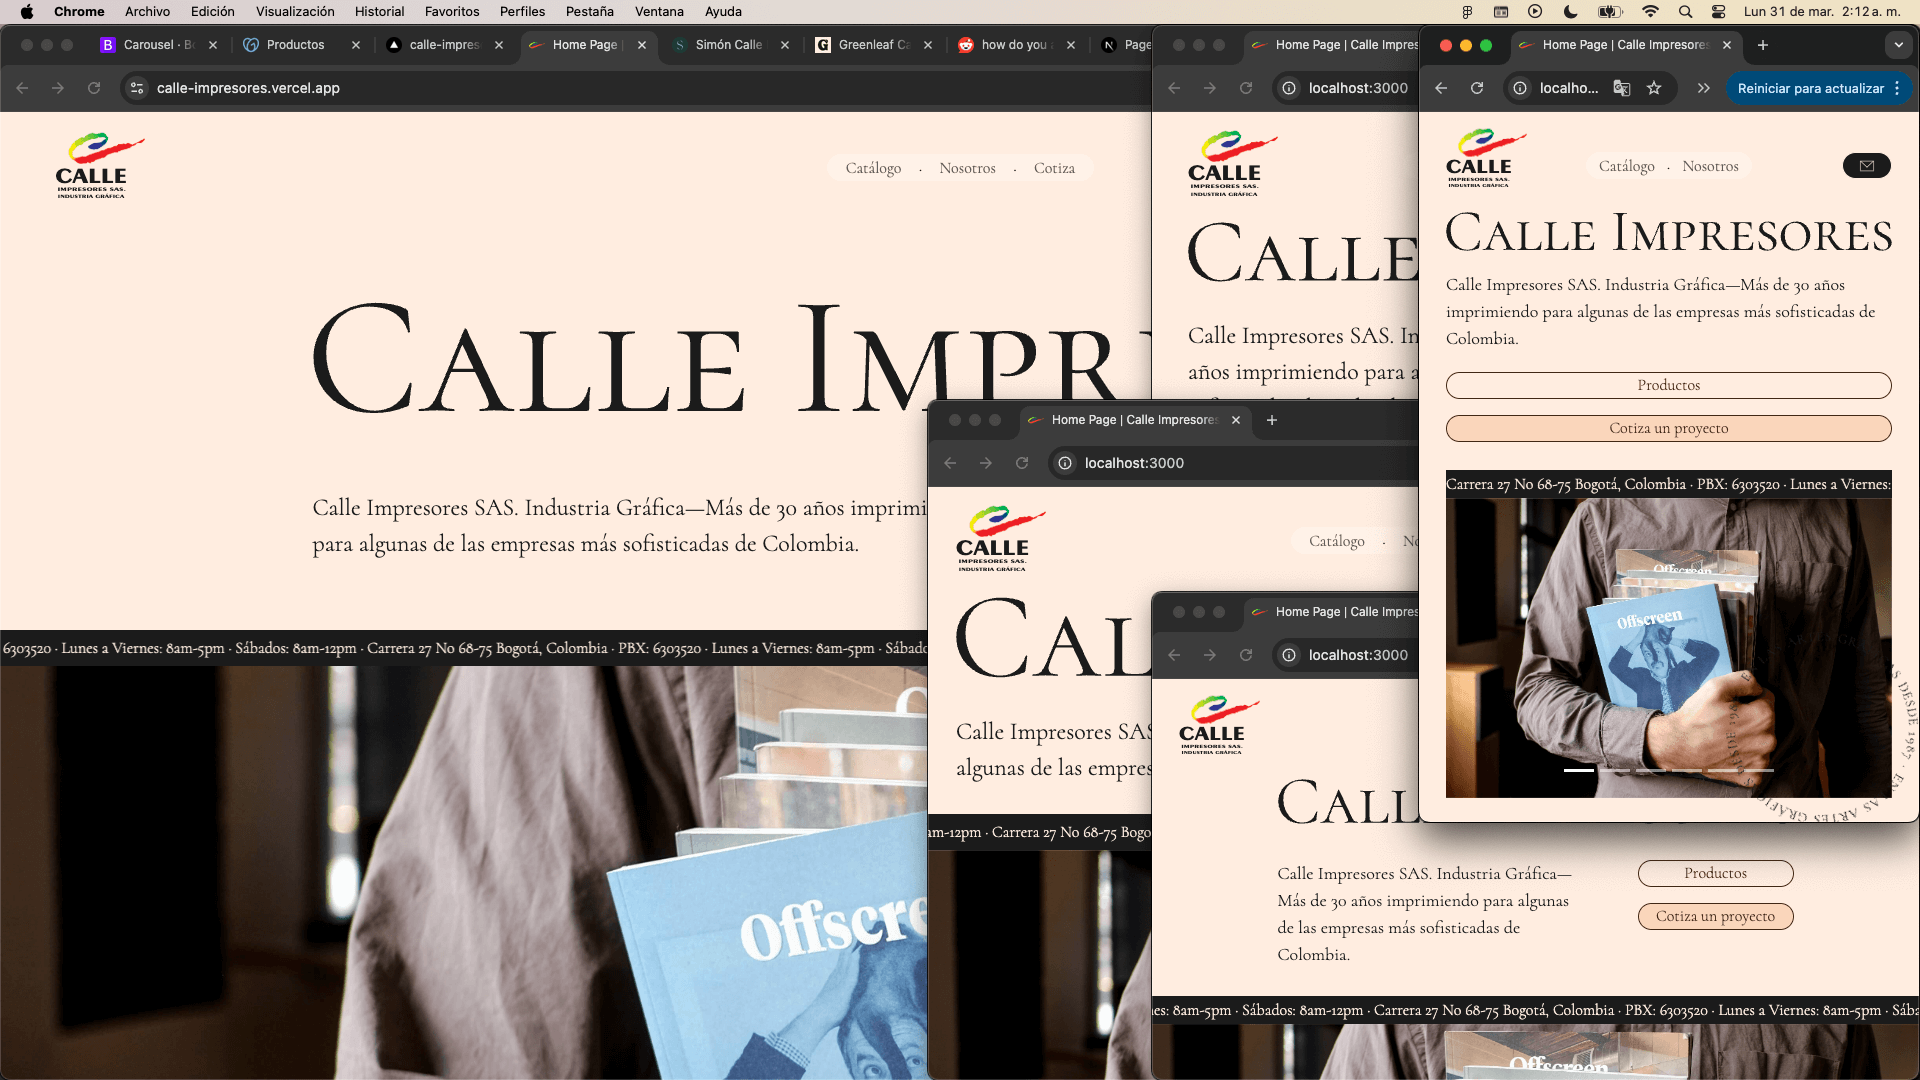 Chrome Archivo Edición Visualización Historial Favoritos Perfiles Pestaña Ventana Ayuda
Lun 31 de mar. 2:12 a. m.
Carousel · B
Productos
calle-impres
Home Page |
Simón Calle
Greenleaf Ca
how do you
Page
calle-impresores.vercel.app
CALLE
IMPRESORES SAS.
INDUSTRIA GRÁFICA
Catálogo · Nosotros · Cotiza
Calle Impr
Calle Impresores SAS. Industria Gráfica—Más de 30 años imprimi
para algunas de las empresas más sofisticadas de Colombia.
6303520 · Lunes a Viernes: 8am-5pm · Sábados: 8am-12pm · Carrera 27 No 68-75 Bogotá, Colombia · PBX: 6303520 · Lunes a Viernes: 8am-5pm · Sábado
Offscre
Home Page | Calle Impres
localhost:3000
CALLE
IMPRESORES SAS.
INDUSTRIA GRÁFICA
Calle
Calle Impresores SAS. In
años imprimiendo para a
Home Page | Calle Impresores
localhost:3000
CALLE
IMPRESORES SAS.
INDUSTRIA GRÁFICA
Catálogo · No
Cal
Calle Impresores SAS
algunas de las empres
am-12pm · Carrera 27 No 68-75 Bogo
Home Page | Calle Impres
localhost:3000
CALLE
IMPRESORES SAS.
INDUSTRIA GRÁFICA
Call
Calle Impresores SAS. Industria Gráfica—
Más de 30 años imprimiendo para algunas
de las empresas más sofisticadas de
Colombia.
Productos
Cotiza un proyecto
es: 8am-5pm · Sábados: 8am-12pm · Carrera 27 No 68-75 Bogotá, Colombia · PBX: 6303520 · Lunes a Viernes: 8am-5pm · Sába
Offscreen
Home Page | Calle Impresores
localho...
Reiniciar para actualizar
CALLE
IMPRESORES SAS.
INDUSTRIA GRÁFICA
Catálogo · Nosotros
Calle Impresores
Calle Impresores SAS. Industria Gráfica—Más de 30 años
imprimiendo para algunas de las empresas más sofisticadas de
Colombia.
Productos
Cotiza un proyecto
Carrera 27 No 68-75 Bogotá, Colombia · PBX: 6303520 · Lunes a Viernes:
Offscreen
Offscreen
DESDE 1987 · EN LAS ARTES GRÁFIC